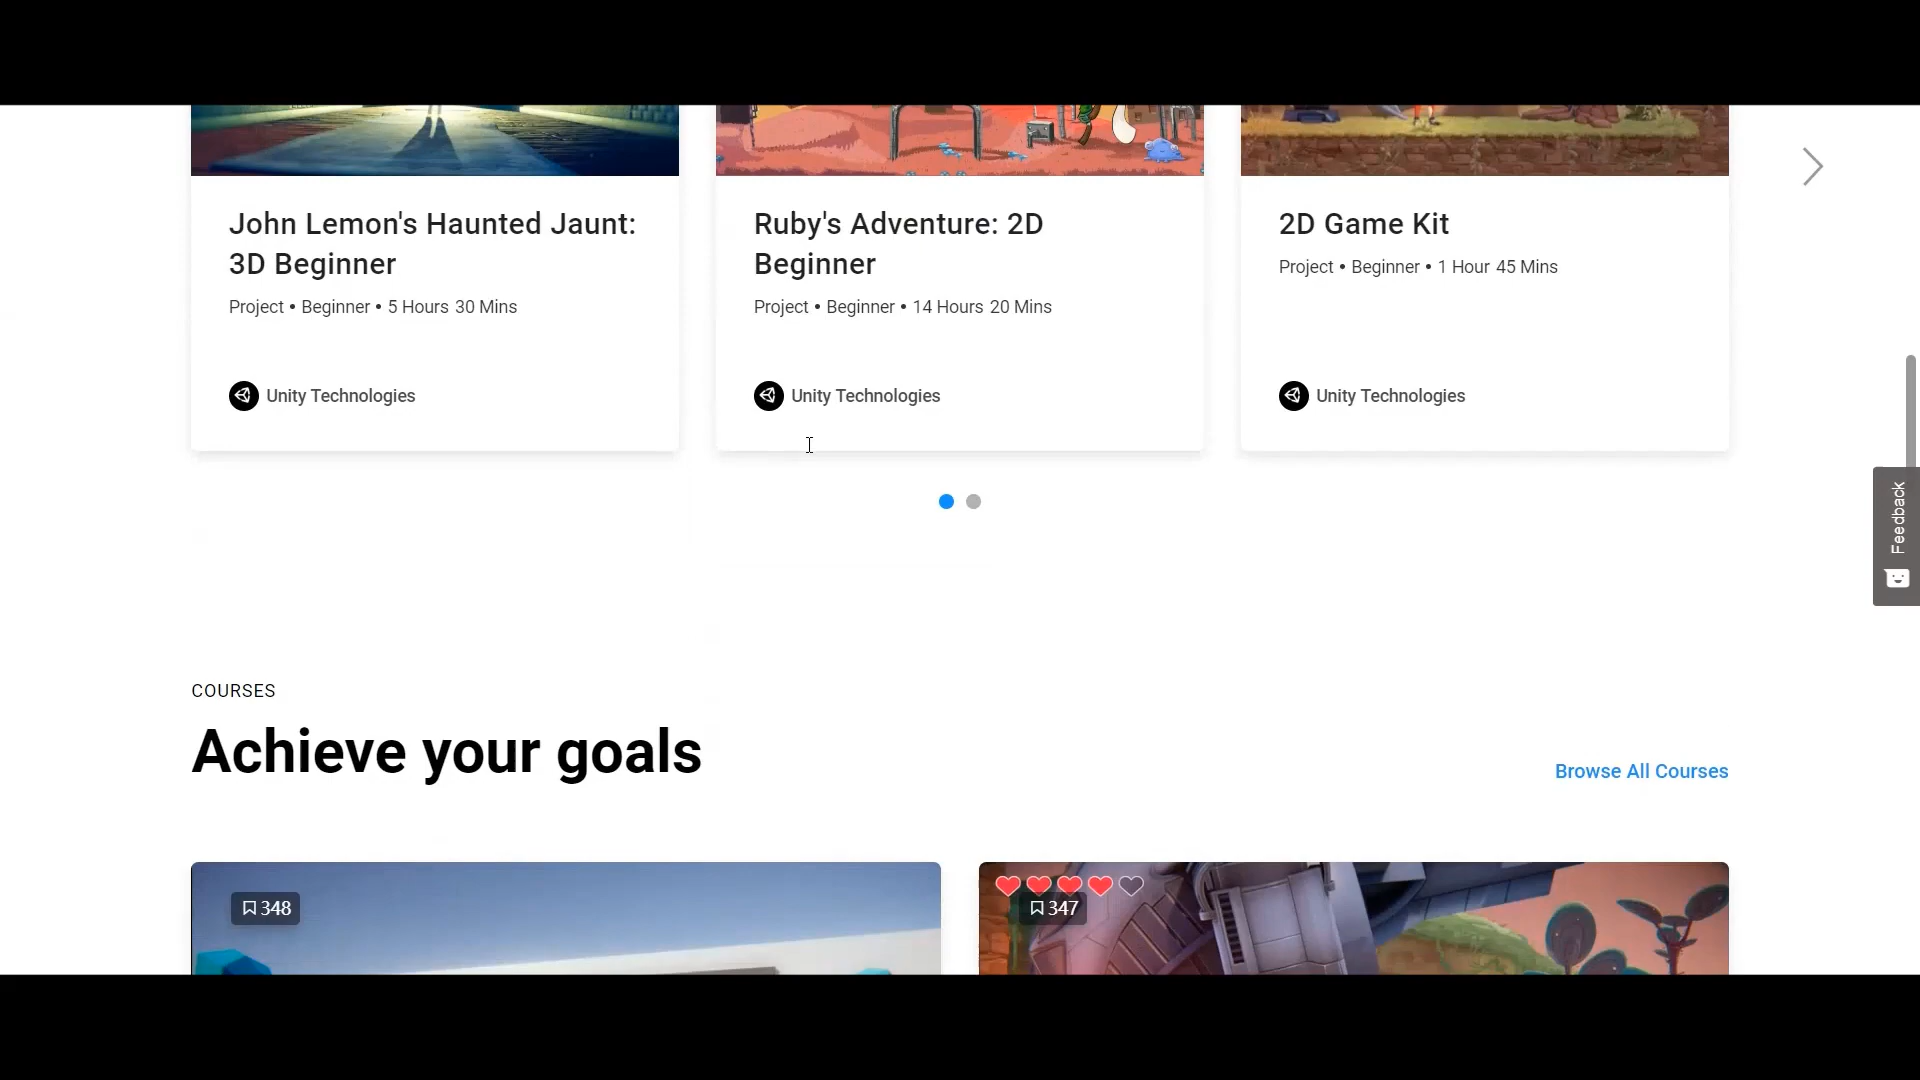 John Lemon's Haunted Jaunt:
3D Beginner
Project • Beginner • 5 Hours 30 Mins
Unity Technologies
Ruby's Adventure: 2D
Beginner
Project • Beginner • 14 Hours 20 Mins
Unity Technologies
2D Game Kit
Project • Beginner • 1 Hour 45 Mins
Unity Technologies
Feedback
COURSES
Achieve your goals
Browse All Courses
348
347